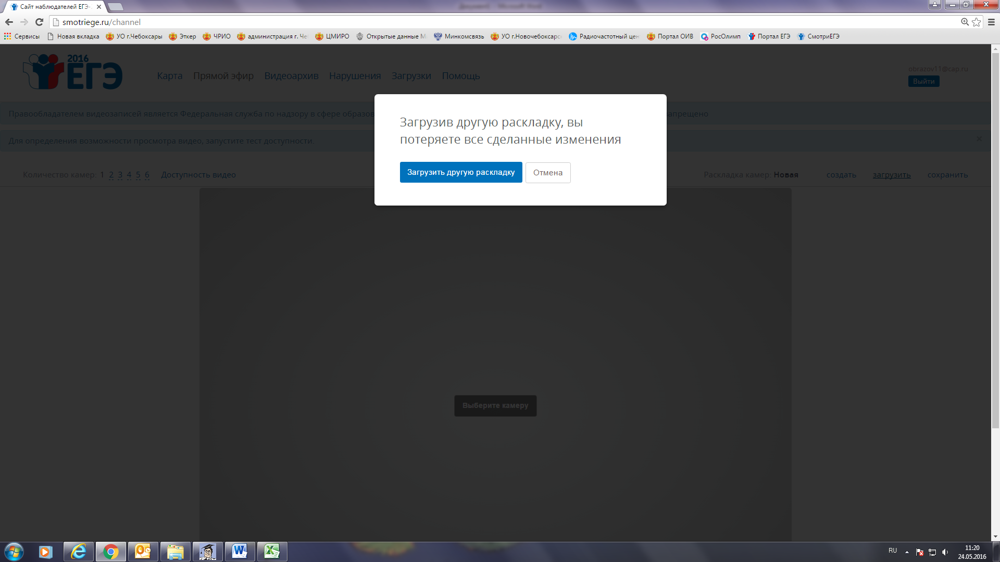 Сайт наблюдателей ЕГЭ-
smotriege.ru/channel
Сервисы Новая вкладка УО г.Чебоксары Эткер ЧРИО администрация г. Че ЦМИРО Открытые данные М Минкомсвязь УО г.Новочебоксарс Радиочастотный цен Портал ОИВ РосОлимп Портал ЕГЭ СмотриЕГЭ
2016
ЕГЭ
Карта Прямой эфир Видеоархив Нарушения Загрузки Помощь
obrazov11@cap.ru
Выйти
Правообладателем видеозаписей является Федеральная служба по надзору в сфере образов апрещено
Для определения возможности просмотра видео, запустите тест доступности.
Загрузив другую раскладку, вы
потеряете все сделанные изменения
Загрузить другую раскладку Отмена
Количество камер: 1 2 3 4 5 6 Доступность видео Раскладка камер: Новая создать загрузить сохранить
Выберите камеру
RU
11:20
24.05.2016